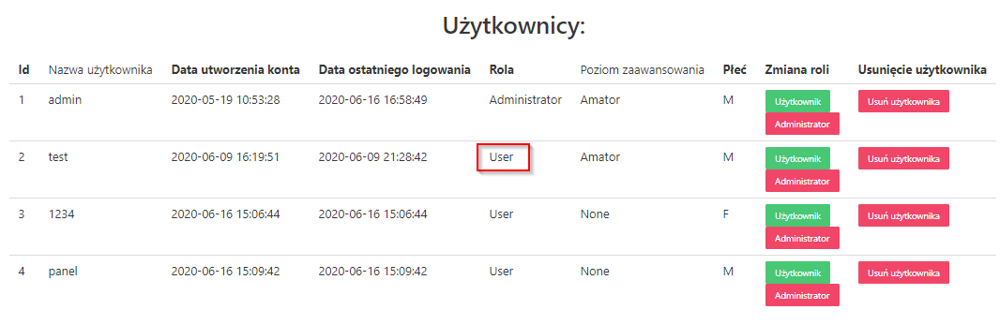 Użytkownicy:
Id Nazwa użytkownika Data utworzenia konta Data ostatniego logowania Rola Poziom zaawansowania Płeć Zmiana roli Usunięcie użytkownika
1 admin 2020-05-19 10:53:28 2020-06-16 16:58:49 Administrator Amator M Użytkownik Usuń użytkownika
Administrator
2 test 2020-06-09 16:19:51 2020-06-09 21:28:42 User Amator M Użytkownik Usuń użytkownika
Administrator
3 1234 2020-06-16 15:06:44 2020-06-16 15:06:44 User None F Użytkownik Usuń użytkownika
Administrator
4 panel 2020-06-16 15:09:42 2020-06-16 15:09:42 User None M Użytkownik Usuń użytkownika
Administrator